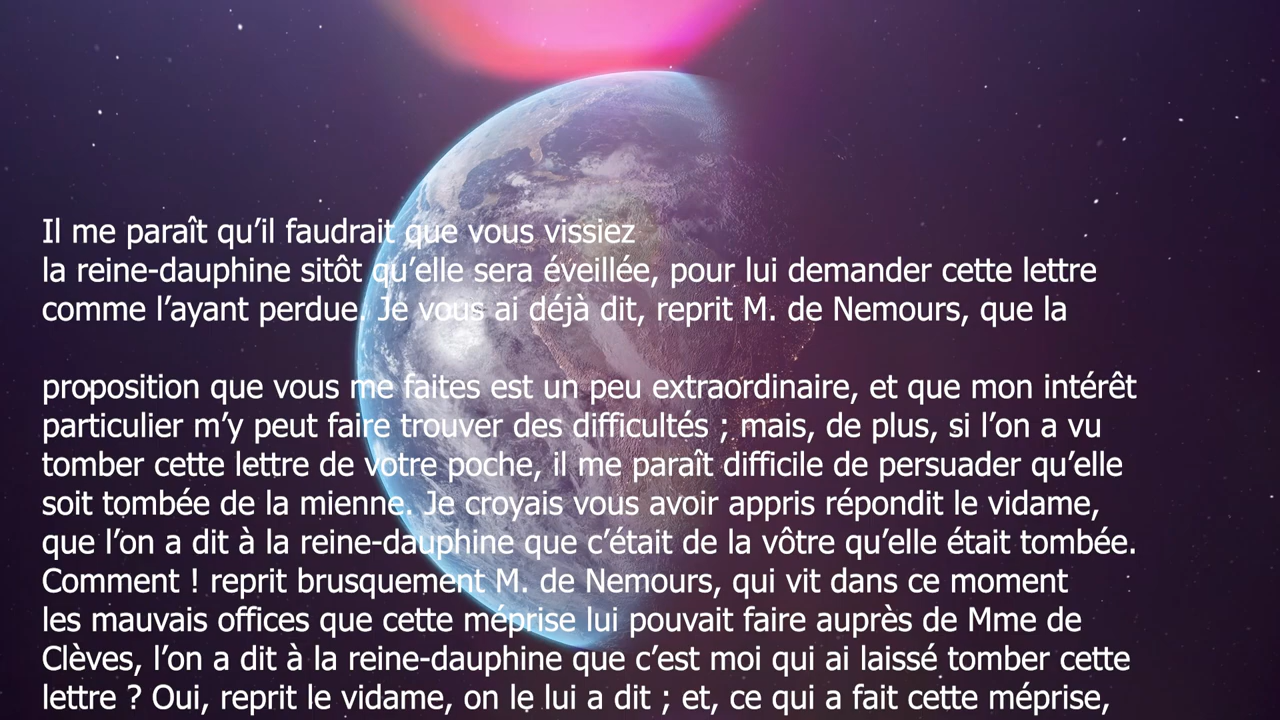 Il me paraît qu’il faudrait que vous vissiez
la reine-dauphine sitôt qu’elle sera éveillée, pour lui demander cette lettre
comme l’ayant perdue. Je vous ai déjà dit, reprit M. de Nemours, que la
proposition que vous me faites est un peu extraordinaire, et que mon intérêt
particulier m’y peut faire trouver des difficultés ; mais, de plus, si l’on a vu
tomber cette lettre de votre poche, il me paraît difficile de persuader qu’elle
soit tombée de la mienne. Je croyais vous avoir appris répondit le vidame,
que l’on a dit à la reine-dauphine que c’était de la vôtre qu’elle était tombée.
Comment ! reprit brusquement M. de Nemours, qui vit dans ce moment
les mauvais offices que cette méprise lui pouvait faire auprès de Mme de
Clèves, l’on a dit à la reine-dauphine que c’est moi qui ai laissé tomber cette
lettre ? Oui, reprit le vidame, on le lui a dit ; et, ce qui a fait cette méprise,